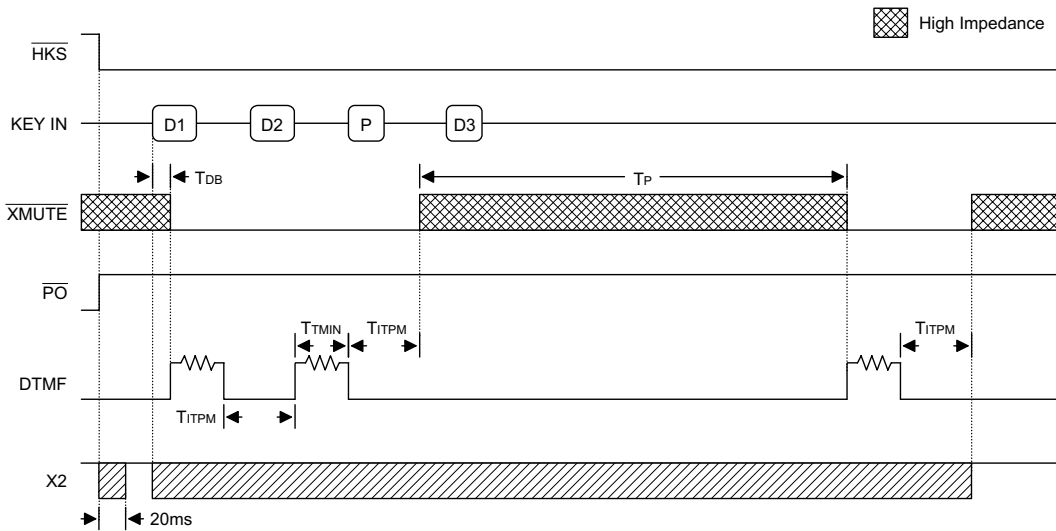 High Impedance
HKS
KEY IN
D1
D2
P
D3
TDB
TP
XMUTE
PO
TTMIN
TITPM
TITPM
DTMF
TITPM
X2
20ms